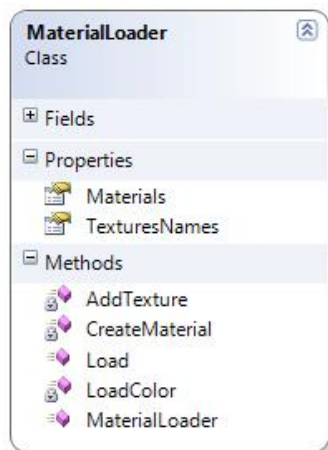 MaterialLoader
Class
Fields
Properties
Materials
TexturesNames
Methods
AddTexture
CreateMaterial
Load
LoadColor
MaterialLoader